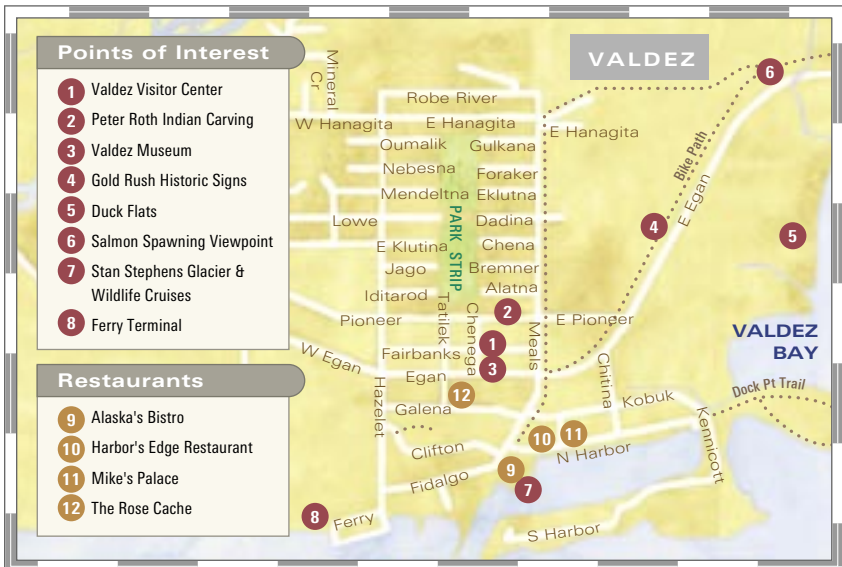 Points of Interest
1 Valdez Visitor Center
2 Peter Roth Indian Carving
3 Valdez Museum
4 Gold Rush Historic Signs
5 Duck Flats
6 Salmon Spawning Viewpoint
7 Stan Stephens Glacier &
Wildlife Cruises
8 Ferry Terminal
Restaurants
9 Alaska's Bistro
10 Harbor's Edge Restaurant
11 Mike's Palace
12 The Rose Cache
VALDEZ
6
Mineral
Cr
Robe River
W Hanagita
E Hanagita
E Hanagita
Oumalik
Gulkana
Nebesna
Foraker
Mendeltna
Eklutna
Bike Path
E Egan
Lowe
PARK STRIP
Dadina
4
5
E Klutina
Chena
Jago
Bremner
Alatna
Iditarod
Tatilek
Chenega
2
Pioneer
Meals
E Pioneer
VALDEZ
BAY
1
W Egan
Fairbanks
3
Egan
Chitina
Hazelet
12
Galena
Kobuk
Dock Pt Trail
Kennicott
10
11
Clifton
N Harbor
9
Fidalgo
7
8
Ferry
S Harbor